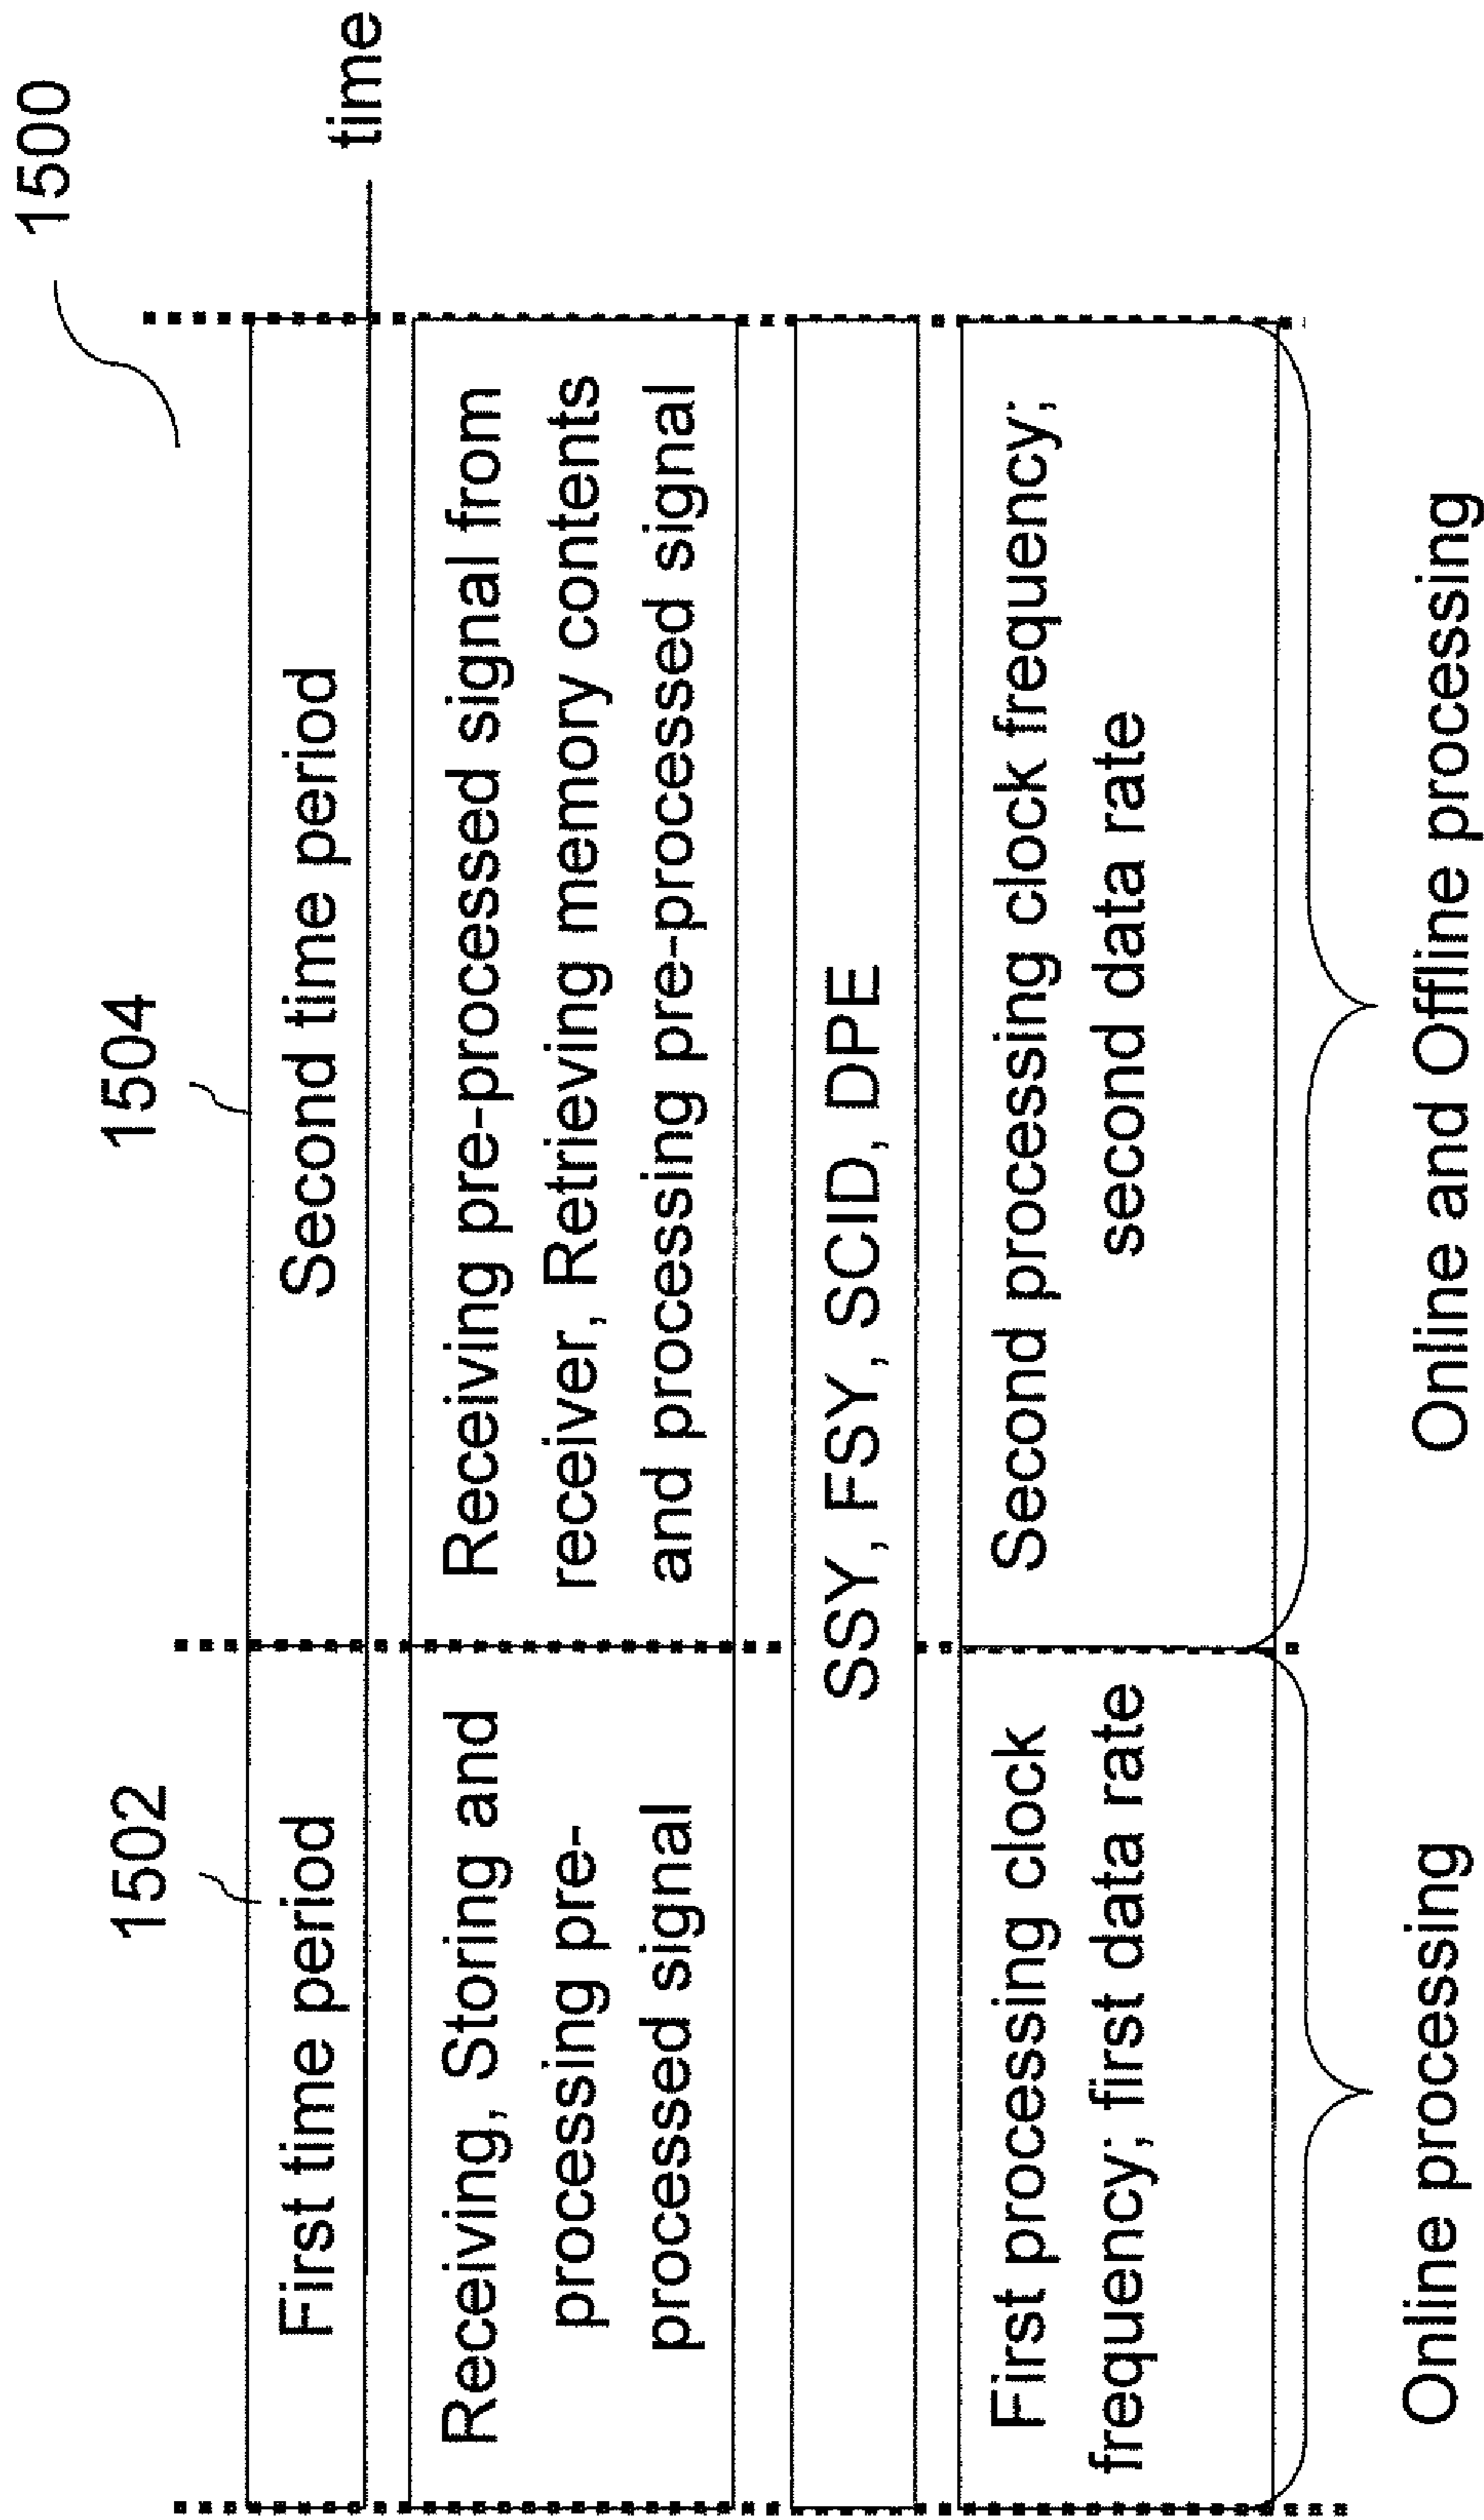 1500
1502
1504
First time period
Second time period
time
Receiving, Storing and
processing pre-
processed signal
Receiving pre-processed signal from
receiver, Retrieving memory contents
and processing pre-processed signal
SSY, FSY, SCID, DPE
First processing clock
frequency; first data rate
Second processing clock frequency;
second data rate
Online processing
Online and Offline processing